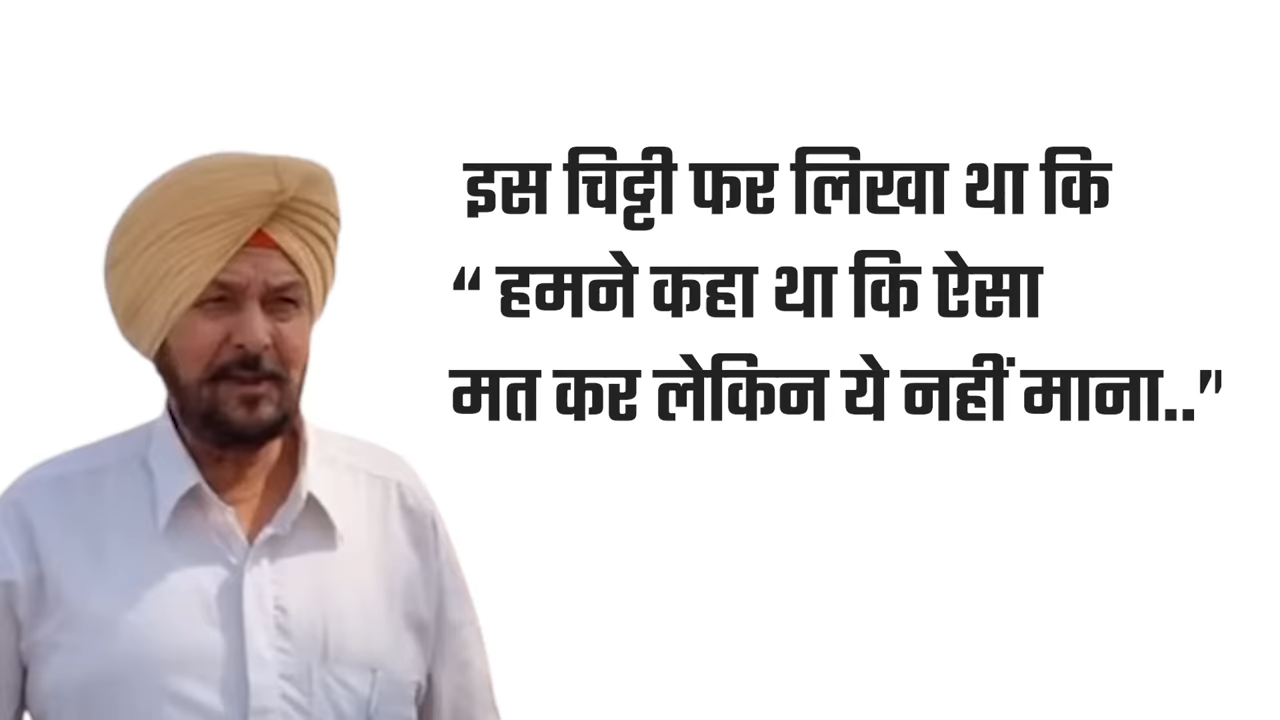 इस चिट्टी फर लिखा था कि
“ हमने कहा था कि ऐसा
मत कर लेकिन ये नहीं माना..”